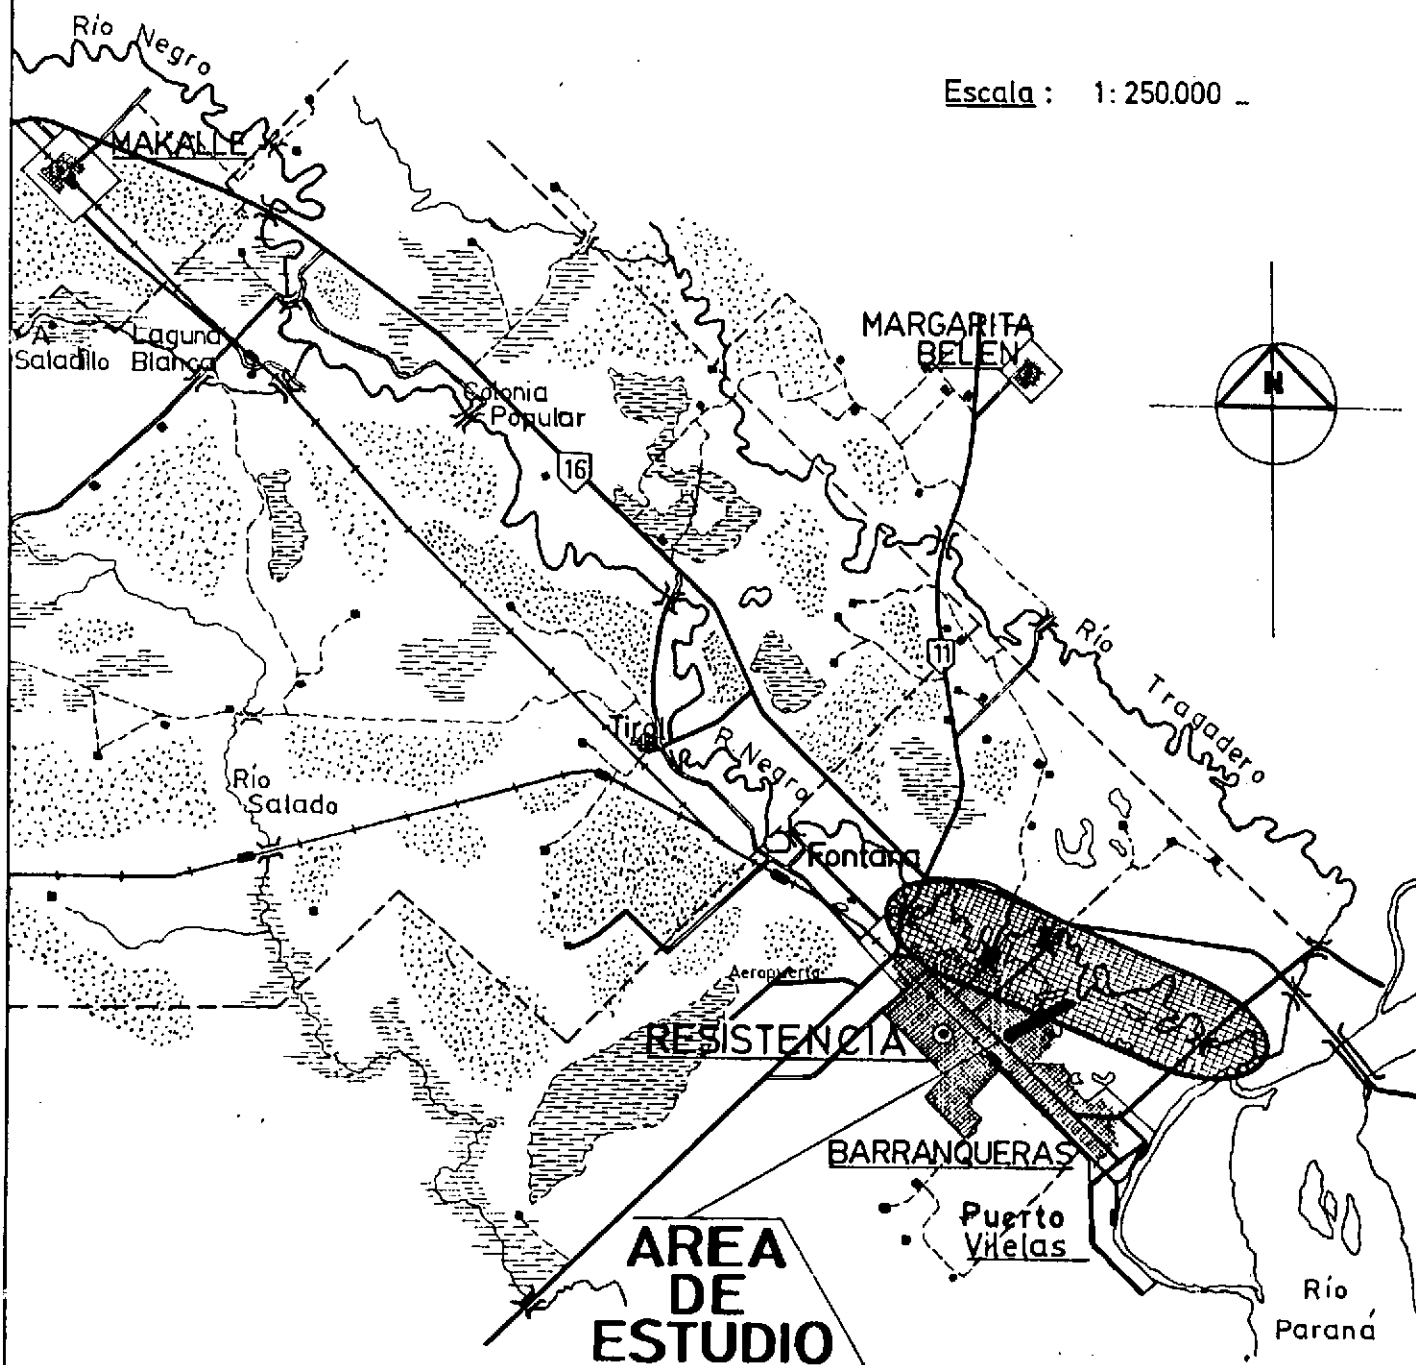 Río Negro
Escala : 1: 250.000
MAKALLE
A
Saladillo
Laguna
Blanca
MARGARITA
BELEN
N
Colonia
Popular
16
11
Río Tragadero
Tirol
R. Negro
Río
Salado
Fontana
Aeropuerto
RESISTENCIA
BARRANQUERAS
Puerto
Vilelas
AREA
DE
ESTUDIO
Río
Paraná